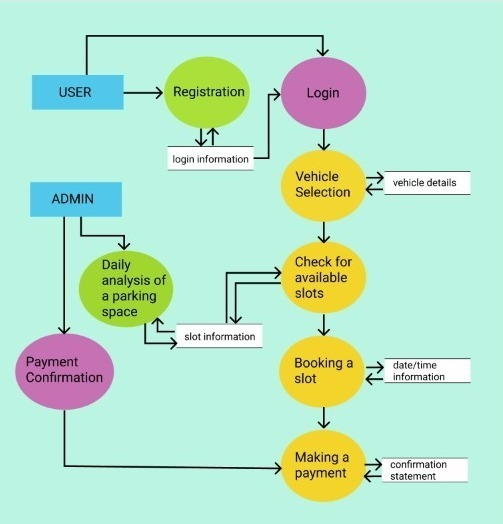 USER
Registration
Login
login information
Vehicle
Selection
vehicle details
ADMIN
Daily
analysis of
a parking
space
Check for
available
slots
slot information
Payment
Confirmation
Booking a
slot
date/time
information
Making a
payment
confirmation
statement